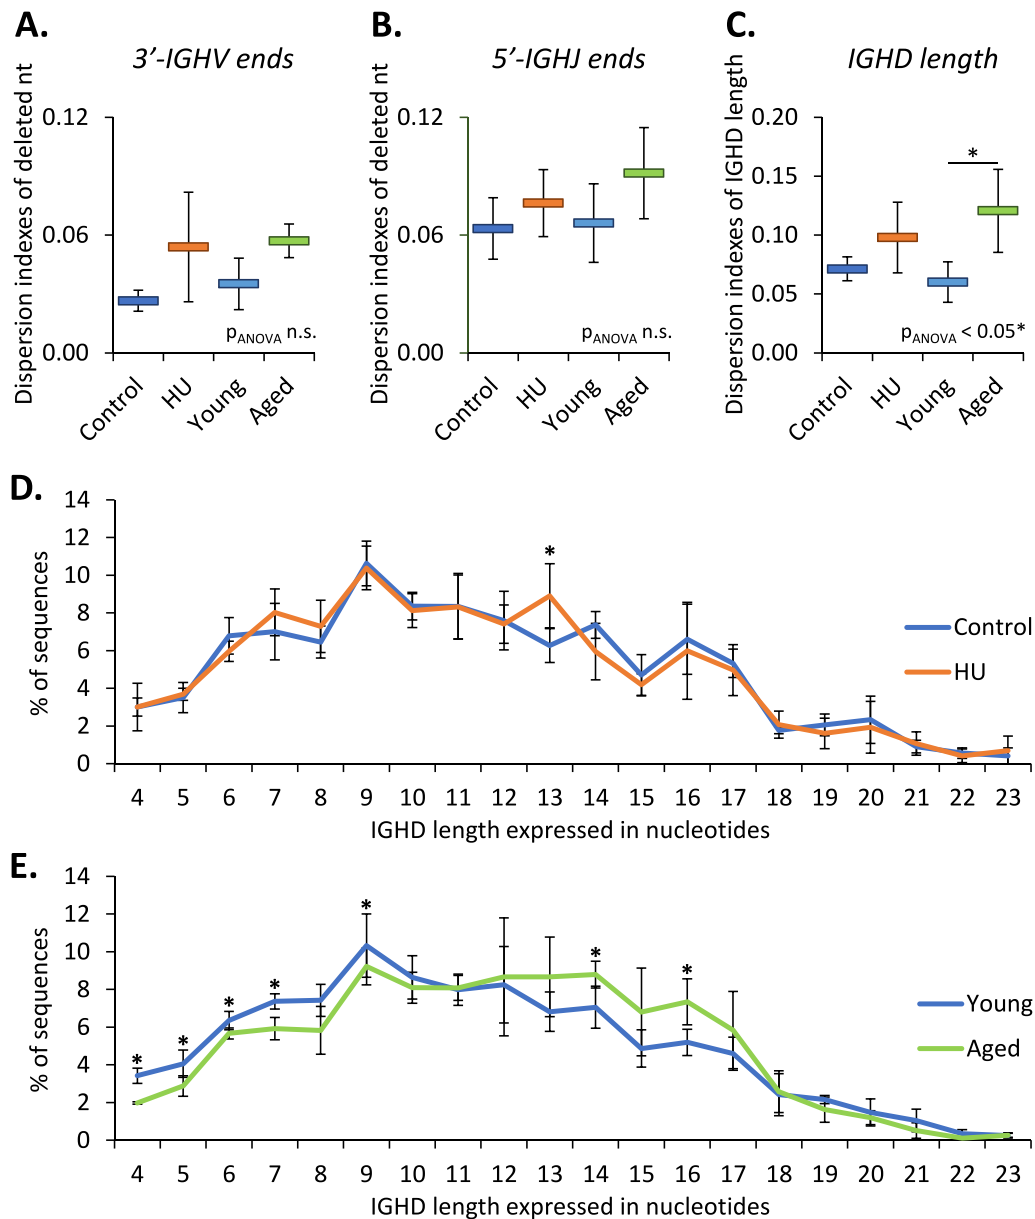 A.
3’-IGHV ends
Dispersion indexes of deleted nt
0.12
0.06
0.00
pANOVA n.s.
Control
HU
Young
Aged
B.
5’-IGHJ ends
Dispersion indexes of deleted nt
0.12
0.06
0.00
pANOVA n.s.
Control
HU
Young
Aged
C.
IGHD length
Dispersion indexes of IGHD length
0.20
0.15
0.10
0.05
0.00
*
pANOVA < 0.05*
Control
HU
Young
Aged
D.
% of sequences
14
12
10
8
6
4
2
0
*
Control
HU
4 5 6 7 8 9 10 11 12 13 14 15 16 17 18 19 20 21 22 23
IGHD length expressed in nucleotides
E.
% of sequences
14
12
10
8
6
4
2
0
* * * * * * *
Young
Aged
4 5 6 7 8 9 10 11 12 13 14 15 16 17 18 19 20 21 22 23
IGHD length expressed in nucleotides